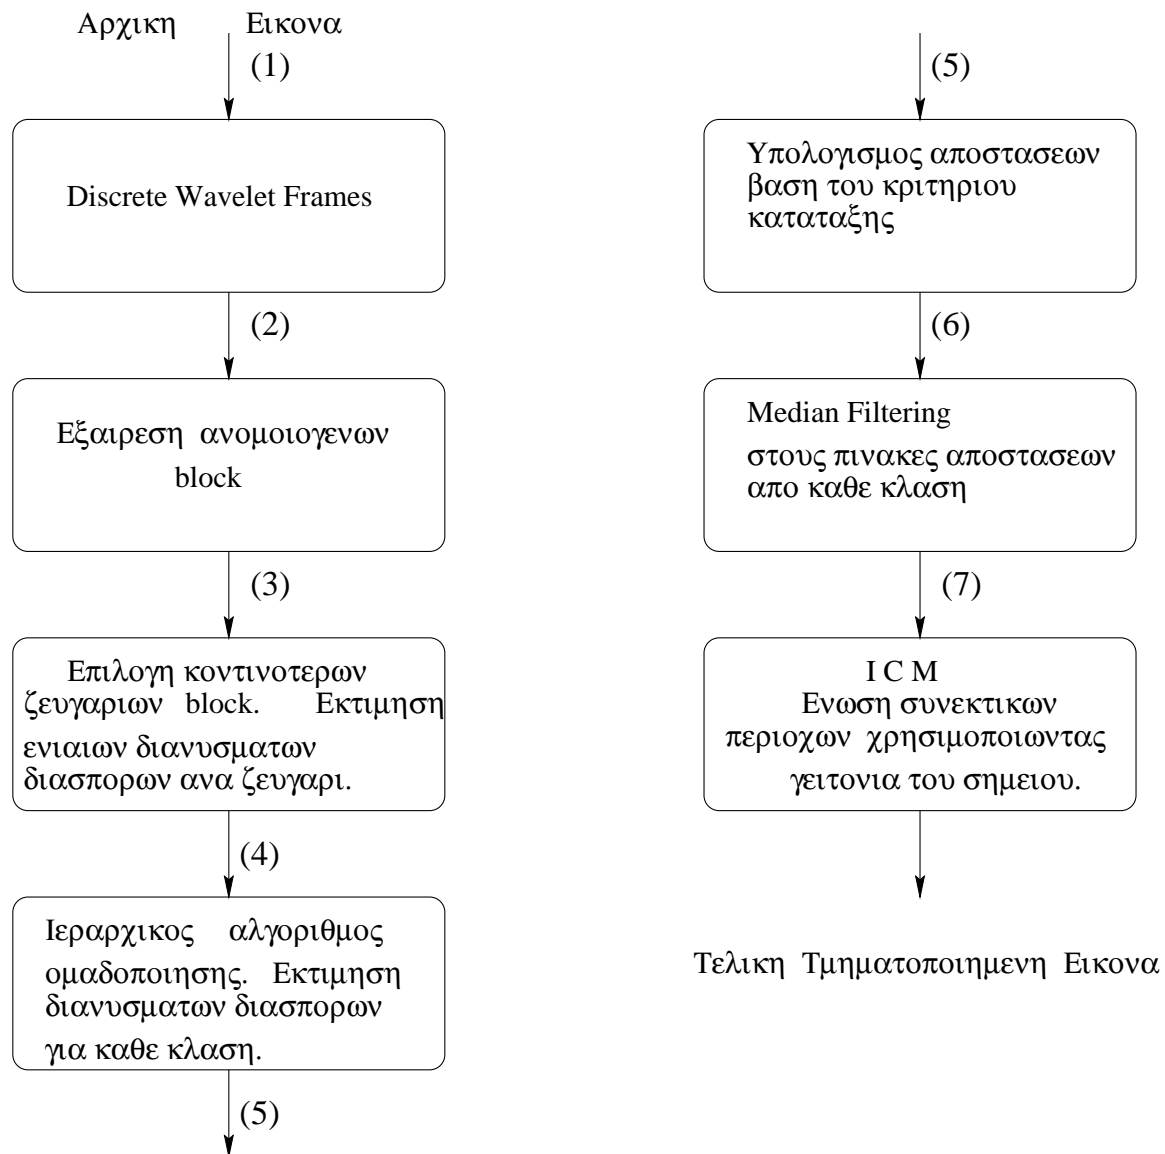 Αρχικη Εικονα
(1)
Discrete Wavelet Frames
(2)
Εξαιρεση ανομοιογενων
block
(3)
Επιλογη κοντινοτερων
ζευγαριων block. Εκτιμηση
ενιαιων διανυσματων
διασπορων ανα ζευγαρι.
(4)
Ιεραρχικος αλγοριθμος
ομαδοποιησης. Εκτιμηση
διανυσματων διασπορων
για καθε κλαση.
(5)
(5)
Υπολογισμος αποστασεων
βαση του κριτηριου
καταταξης
(6)
Median Filtering
στους πινακες αποστασεων
απο καθε κλαση
(7)
I C M
Ενωση συνεκτικων
περιοχων χρησιμοποιωντας
γειτονια του σημειου.
Τελικη Τμηματοποιημενη Εικονα